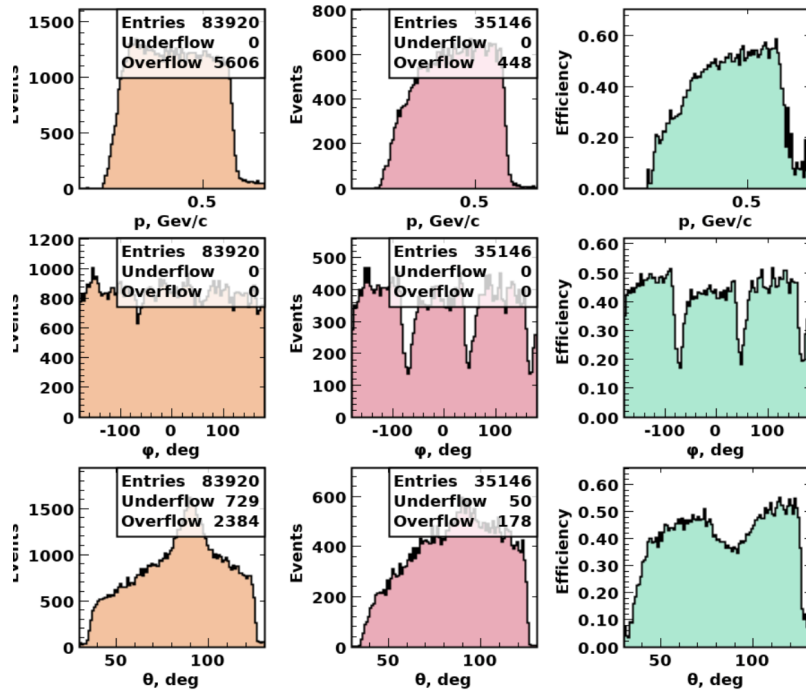 Entries 83920
Underflow 0
Overflow 5606
1500
1000
500
0
Events
0.5
p, Gev/c
Entries 35146
Underflow 0
Overflow 448
800
600
400
200
0
Events
0.5
p, Gev/c
0.60
0.40
0.20
0.00
Efficiency
0.5
p, Gev/c
Entries 83920
Underflow 0
Overflow 0
1200
1000
800
600
400
200
0
Events
-100 0 100
φ, deg
Entries 35146
Underflow 0
Overflow 0
500
400
300
200
100
0
Events
-100 0 100
φ, deg
0.60
0.50
0.40
0.30
0.20
0.10
0.00
Efficiency
-100 0 100
φ, deg
Entries 83920
Underflow 729
Overflow 2384
1500
1000
500
0
Events
50 100
θ, deg
Entries 35146
Underflow 50
Overflow 178
600
400
200
0
Events
50 100
θ, deg
0.60
0.50
0.40
0.30
0.20
0.10
0.00
Efficiency
50 100
θ, deg